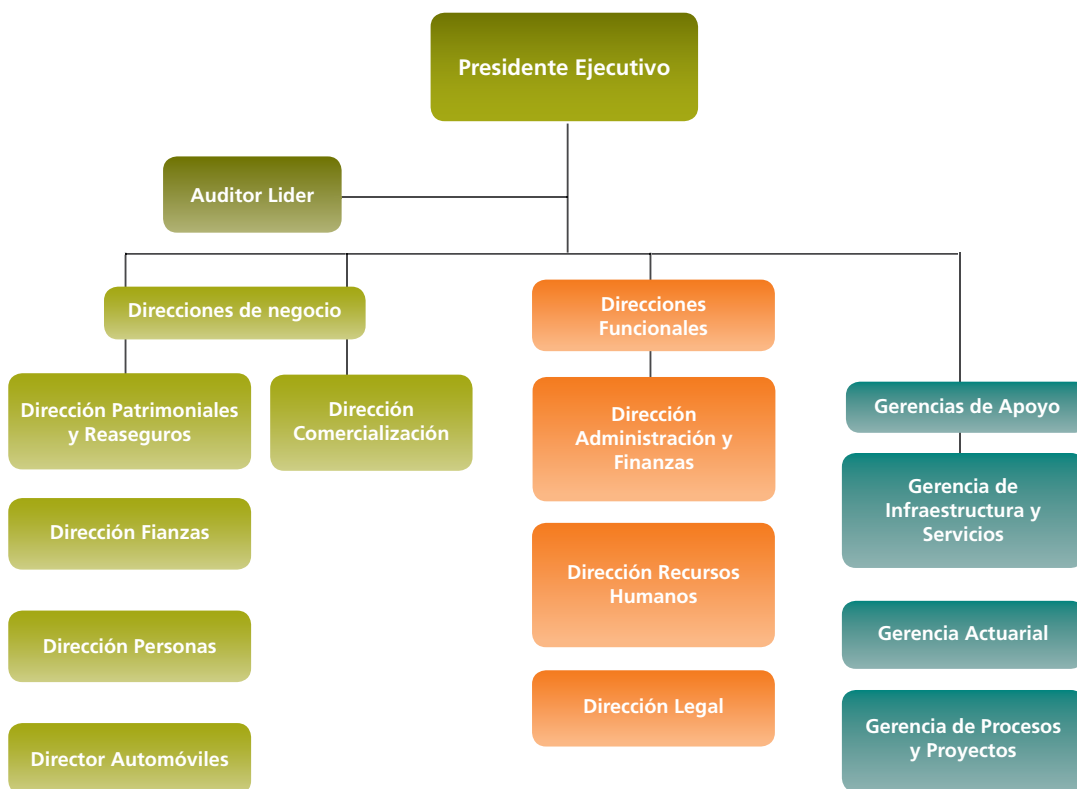 Presidente Ejecutivo
Auditor Lider
Direcciones de negocio
Dirección Patrimoniales
y Reaseguros
Dirección Fianzas
Dirección Personas
Director Automóviles
Dirección
Comercialización
Direcciones
Funcionales
Dirección
Administración y
Finanzas
Dirección Recursos
Humanos
Dirección Legal
Gerencias de Apoyo
Gerencia de
Infraestructura y
Servicios
Gerencia Actuarial
Gerencia de Procesos
y Proyectos